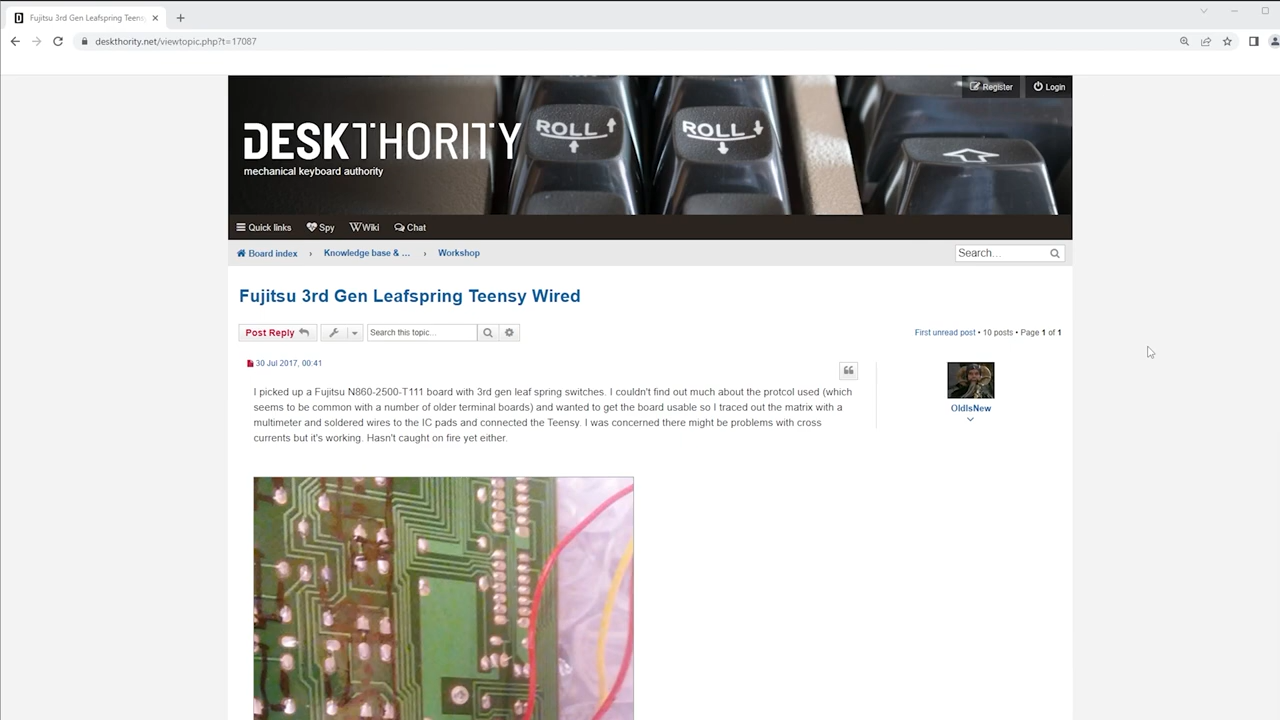 Fujitsu 3rd Gen Leafspring Teens
deskthority.net/viewtopic.php?t=17087
Register
Login
ROLL
ROLL
DESKTHORITY
mechanical keyboard authority
Quick links
Spy
Wiki
Chat
Board index › Knowledge base & ... › Workshop
Search…
Fujitsu 3rd Gen Leafspring Teensy Wired
Post Reply
Search this topic…
First unread post • 10 posts • Page 1 of 1
30 Jul 2017, 00:41
I picked up a Fujitsu N860-2500-T111 board with 3rd gen leaf spring switches. I couldn't find out much about the protcol used (which
seems to be common with a number of older terminal boards) and wanted to get the board usable so I traced out the matrix with a
multimeter and soldered wires to the IC pads and connected the Teensy. I was concerned there might be problems with cross
currents but it's working. Hasn't caught on fire yet either.
OldIsNew